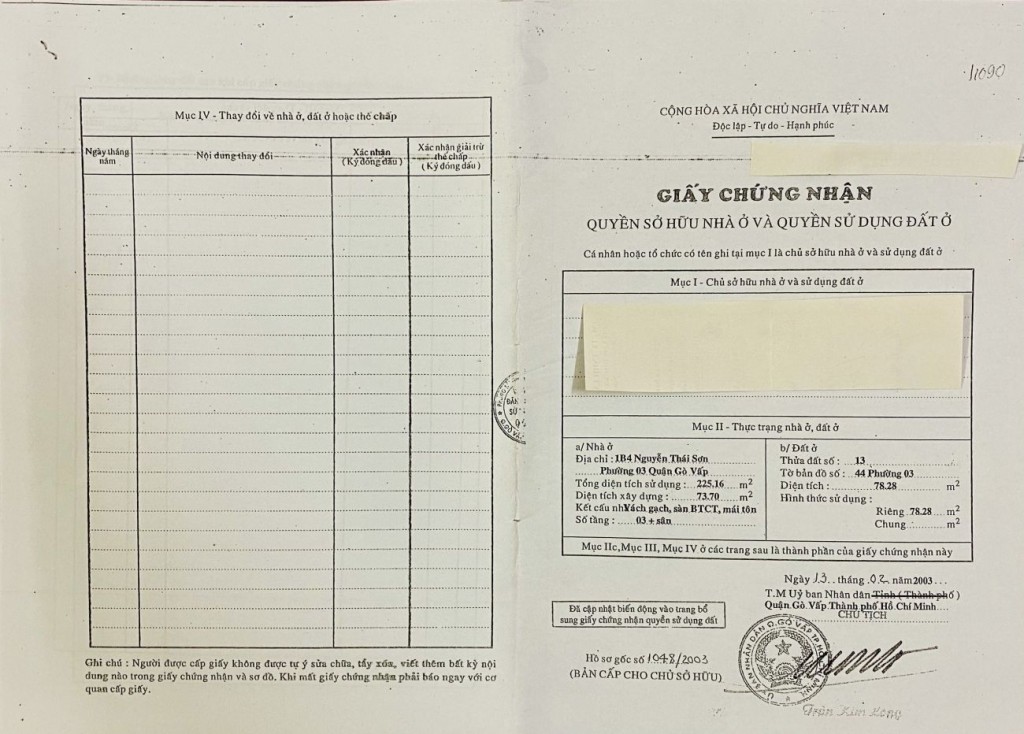 Mục IV - Thay đổi về nhà ở, đất ở hoặc thế chấp
Ngày tháng năm
Nội dung thay đổi
Xác nhận
(Ký đóng dấu)
Xác nhận giải trừ
thế chấp
(Ký đóng dấu)
Ghi chú : Người được cấp giấy không được tự ý sửa chữa, tẩy xóa, viết thêm bất kỳ nội
dung nào trong giấy chứng nhận và sơ đồ. Khi mất giấy chứng nhận phải báo ngay với cơ
quan cấp giấy.
11090
CỘNG HÒA XÃ HỘI CHỦ NGHĨA VIỆT NAM
Độc lập - Tự do - Hạnh phúc
GIẤY CHỨNG NHẬN
QUYỀN SỞ HỮU NHÀ Ở VÀ QUYỀN SỬ DỤNG ĐẤT Ở
Cá nhân hoặc tổ chức có tên ghi tại mục I là chủ sở hữu nhà ở và sử dụng đất ở
Mục I - Chủ sở hữu nhà ở và sử dụng đất ở
Mục II - Thực trạng nhà ở, đất ở
a/ Nhà ở
Địa chỉ : 1B4 Nguyễn Thái Sơn
Phường 03 Quận Gò Vấp
Tổng diện tích sử dụng : 225,16 m2
Diện tích xây dựng : 73.70 m2
Kết cấu nhà Vách gạch, sàn BTCT, mái tôn
Số tầng : 03 + sân
b/ Đất ở
Thửa đất số : 13
Tờ bản đồ số : 44 Phường 03
Diện tích : 78.28 m2
Hình thức sử dụng :
Riêng 78.28 m2
Chung m2
Mục IIc, Mục III, Mục IV ở các trang sau là thành phần của giấy chứng nhận này
Ngày 13 tháng 02 năm 2003
T.M Uỷ ban Nhân dân Tỉnh ( Thành phố )
Quận Gò Vấp Thành phố Hồ Chí Minh
CHỦ TỊCH
Đã cập nhật biến động vào trang bổ
sung giấy chứng nhận quyền sử dụng đất
Hồ sơ gốc số 1048/2003
(BẢN CẤP CHO CHỦ SỞ HỮU)
ỦY BAN NHÂN DÂN Q. GÒ VẤP TP HỒ CHÍ MINH
Trần Kim Long